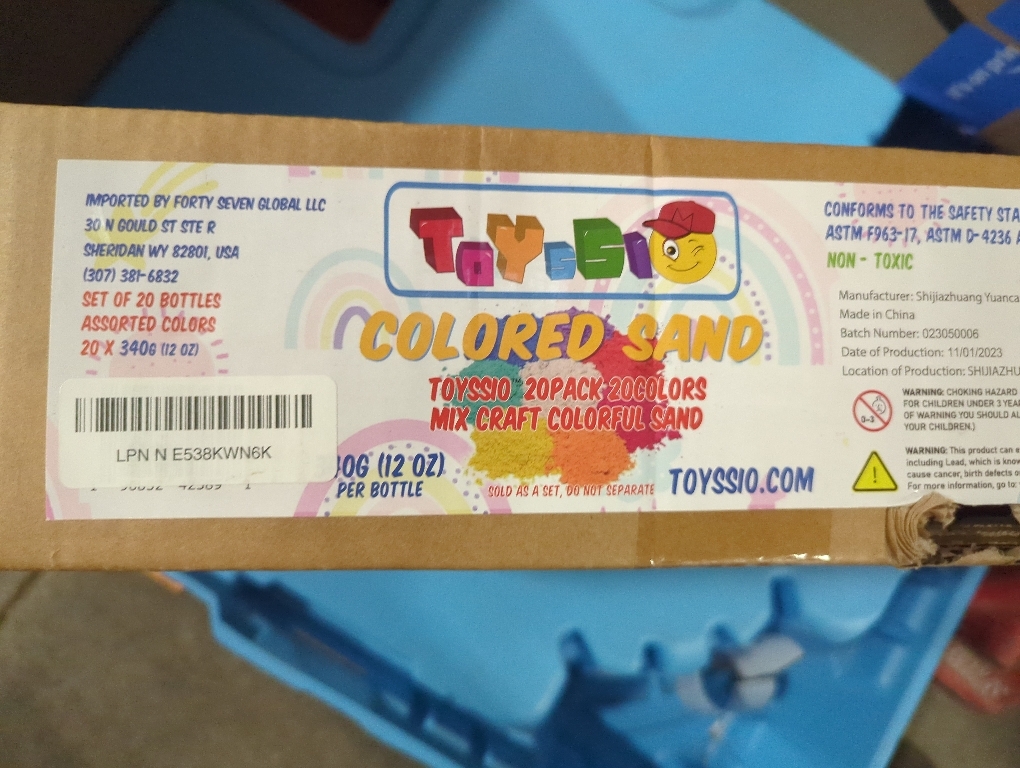 IMPORTED BY FORTY SEVEN GLOBAL LLC
30 N GOULD ST STE R
SHERIDAN WY 82801, USA
(307) 381-6832
SET OF 20 BOTTLES
ASSORTED COLORS
20 X 340G (12 OZ)
LPN N E538KWN6K
TOYSSIO
COLORED SAND
TOYSSIO™ 20PACK 20COLORS
MIX CRAFT COLORFUL SAND
0G (12 OZ)
PER BOTTLE
SOLD AS A SET, DO NOT SEPARATE
TOYSSIO.COM
CONFORMS TO THE SAFETY STA
ASTM F963-17, ASTM D-4236 A
NON - TOXIC
Manufacturer: Shijiazhuang Yuanca
Made in China
Batch Number: 023050006
Date of Production: 11/01/2023
Location of Production: SHIJIAZHU
0-3
WARNING: CHOKING HAZARD
FOR CHILDREN UNDER 3 YEA
OF WARNING YOU SHOULD AL
YOUR CHILDREN.)
WARNING: This product can e
including Lead, which is know
cause cancer, birth defects o
For more information, go to: